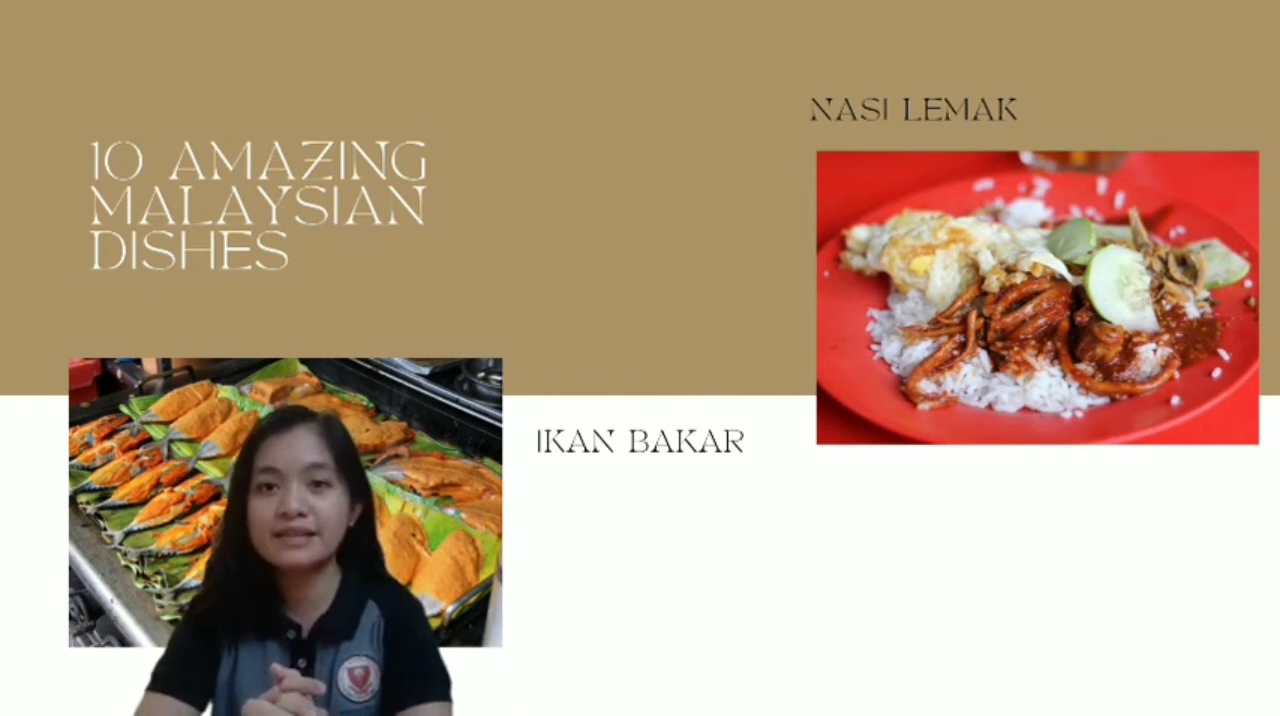 10 AMAZING
MALAYSIAN
DISHES
NASI LEMAK
IKAN BAKAR